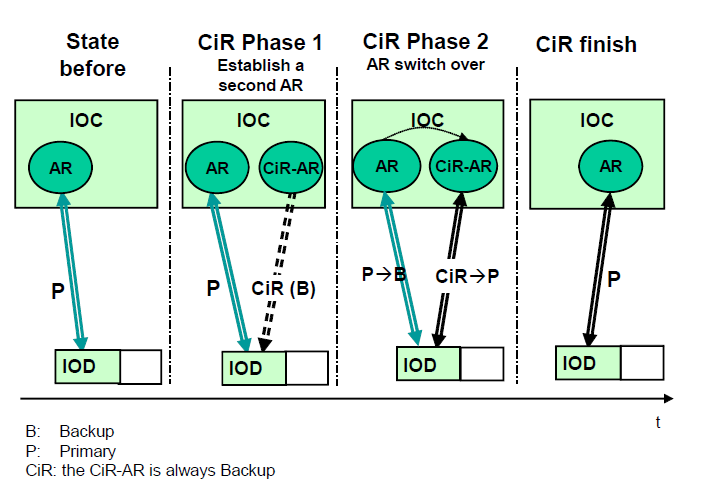 State
before
CiR Phase 1
Establish a
second AR
CiR Phase 2
AR switch over
CiR finish
IOC
AR
P
IOD
IOC
AR
CiR-AR
P
CiR (B)
IOD
IOC
AR
CiR-AR
P→B
CiR→P
IOD
IOC
AR
P
IOD
t
B: Backup
P: Primary
CiR: the CiR-AR is always Backup